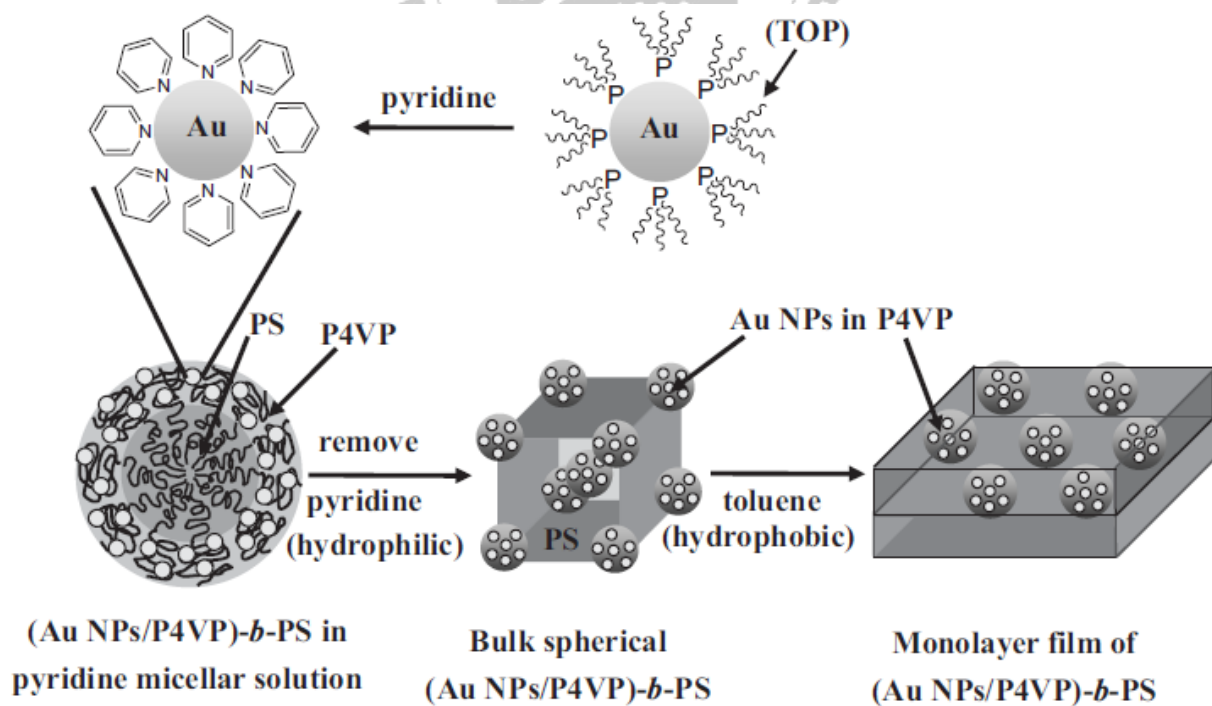 (TOP)
N N N N N N N N
Au
pyridine
P P P P P P P P
Au
PS
P4VP
Au NPs in P4VP
remove
pyridine
(hydrophilic)
PS
toluene
(hydrophobic)
(Au NPs/P4VP)-b-PS in
pyridine micellar solution
Bulk spherical
(Au NPs/P4VP)-b-PS
Monolayer film of
(Au NPs/P4VP)-b-PS